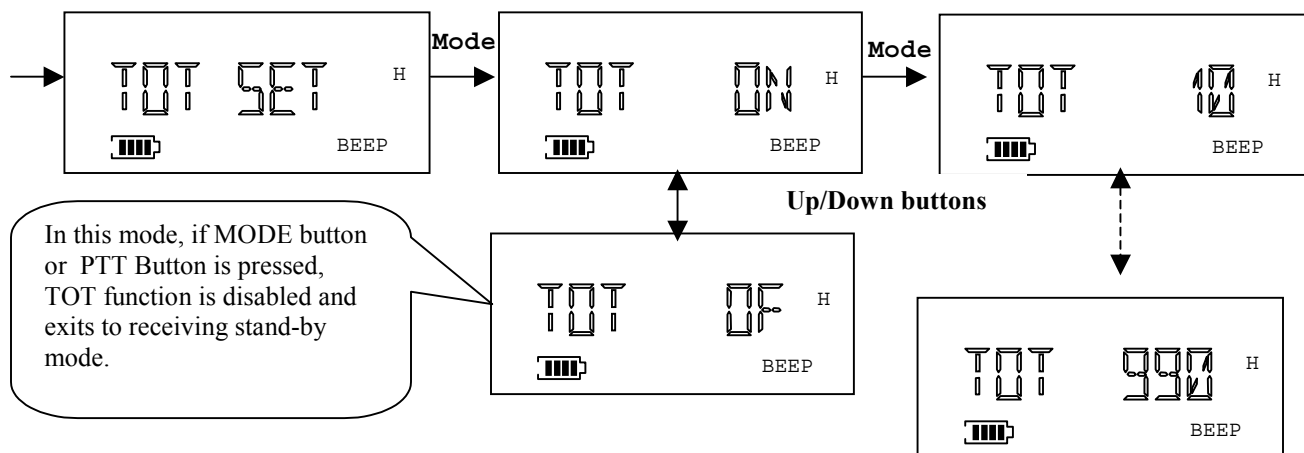 TOT SET H
BEEP
Mode
TOT ON H
BEEP
Mode
TOT 10 H
BEEP
Up/Down buttons
In this mode, if MODE button
or PTT Button is pressed,
TOT function is disabled and
exits to receiving stand-by
mode.
TOT OF H
BEEP
TOT 990 H
BEEP